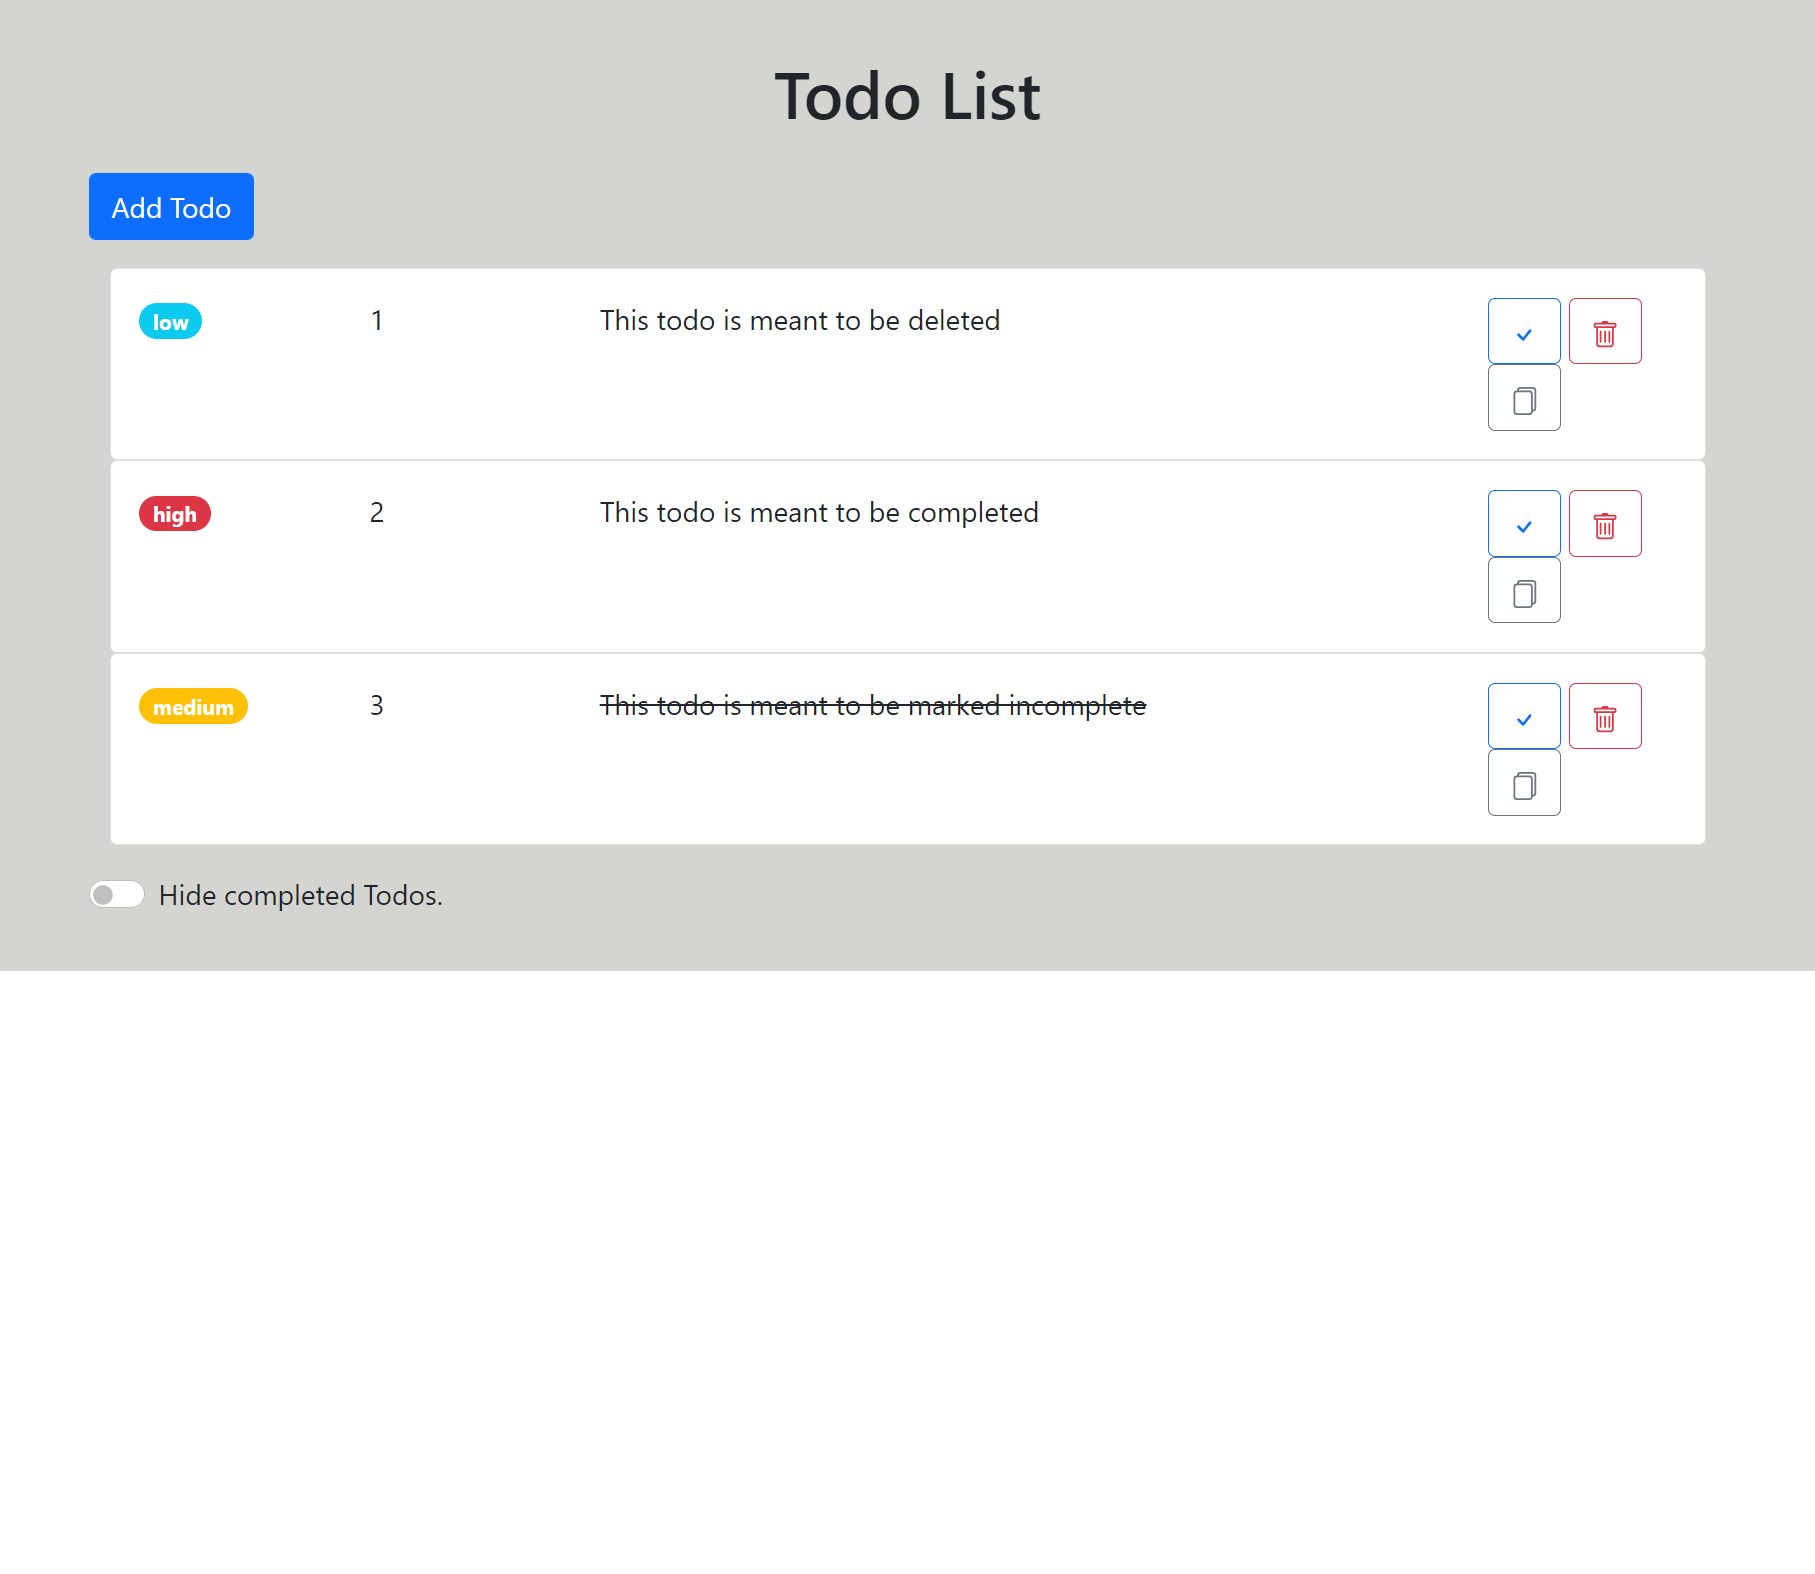 Todo List
Add Todo
low 1 This todo is meant to be deleted
high 2 This todo is meant to be completed
medium 3 This todo is meant to be marked incomplete
Hide completed Todos.